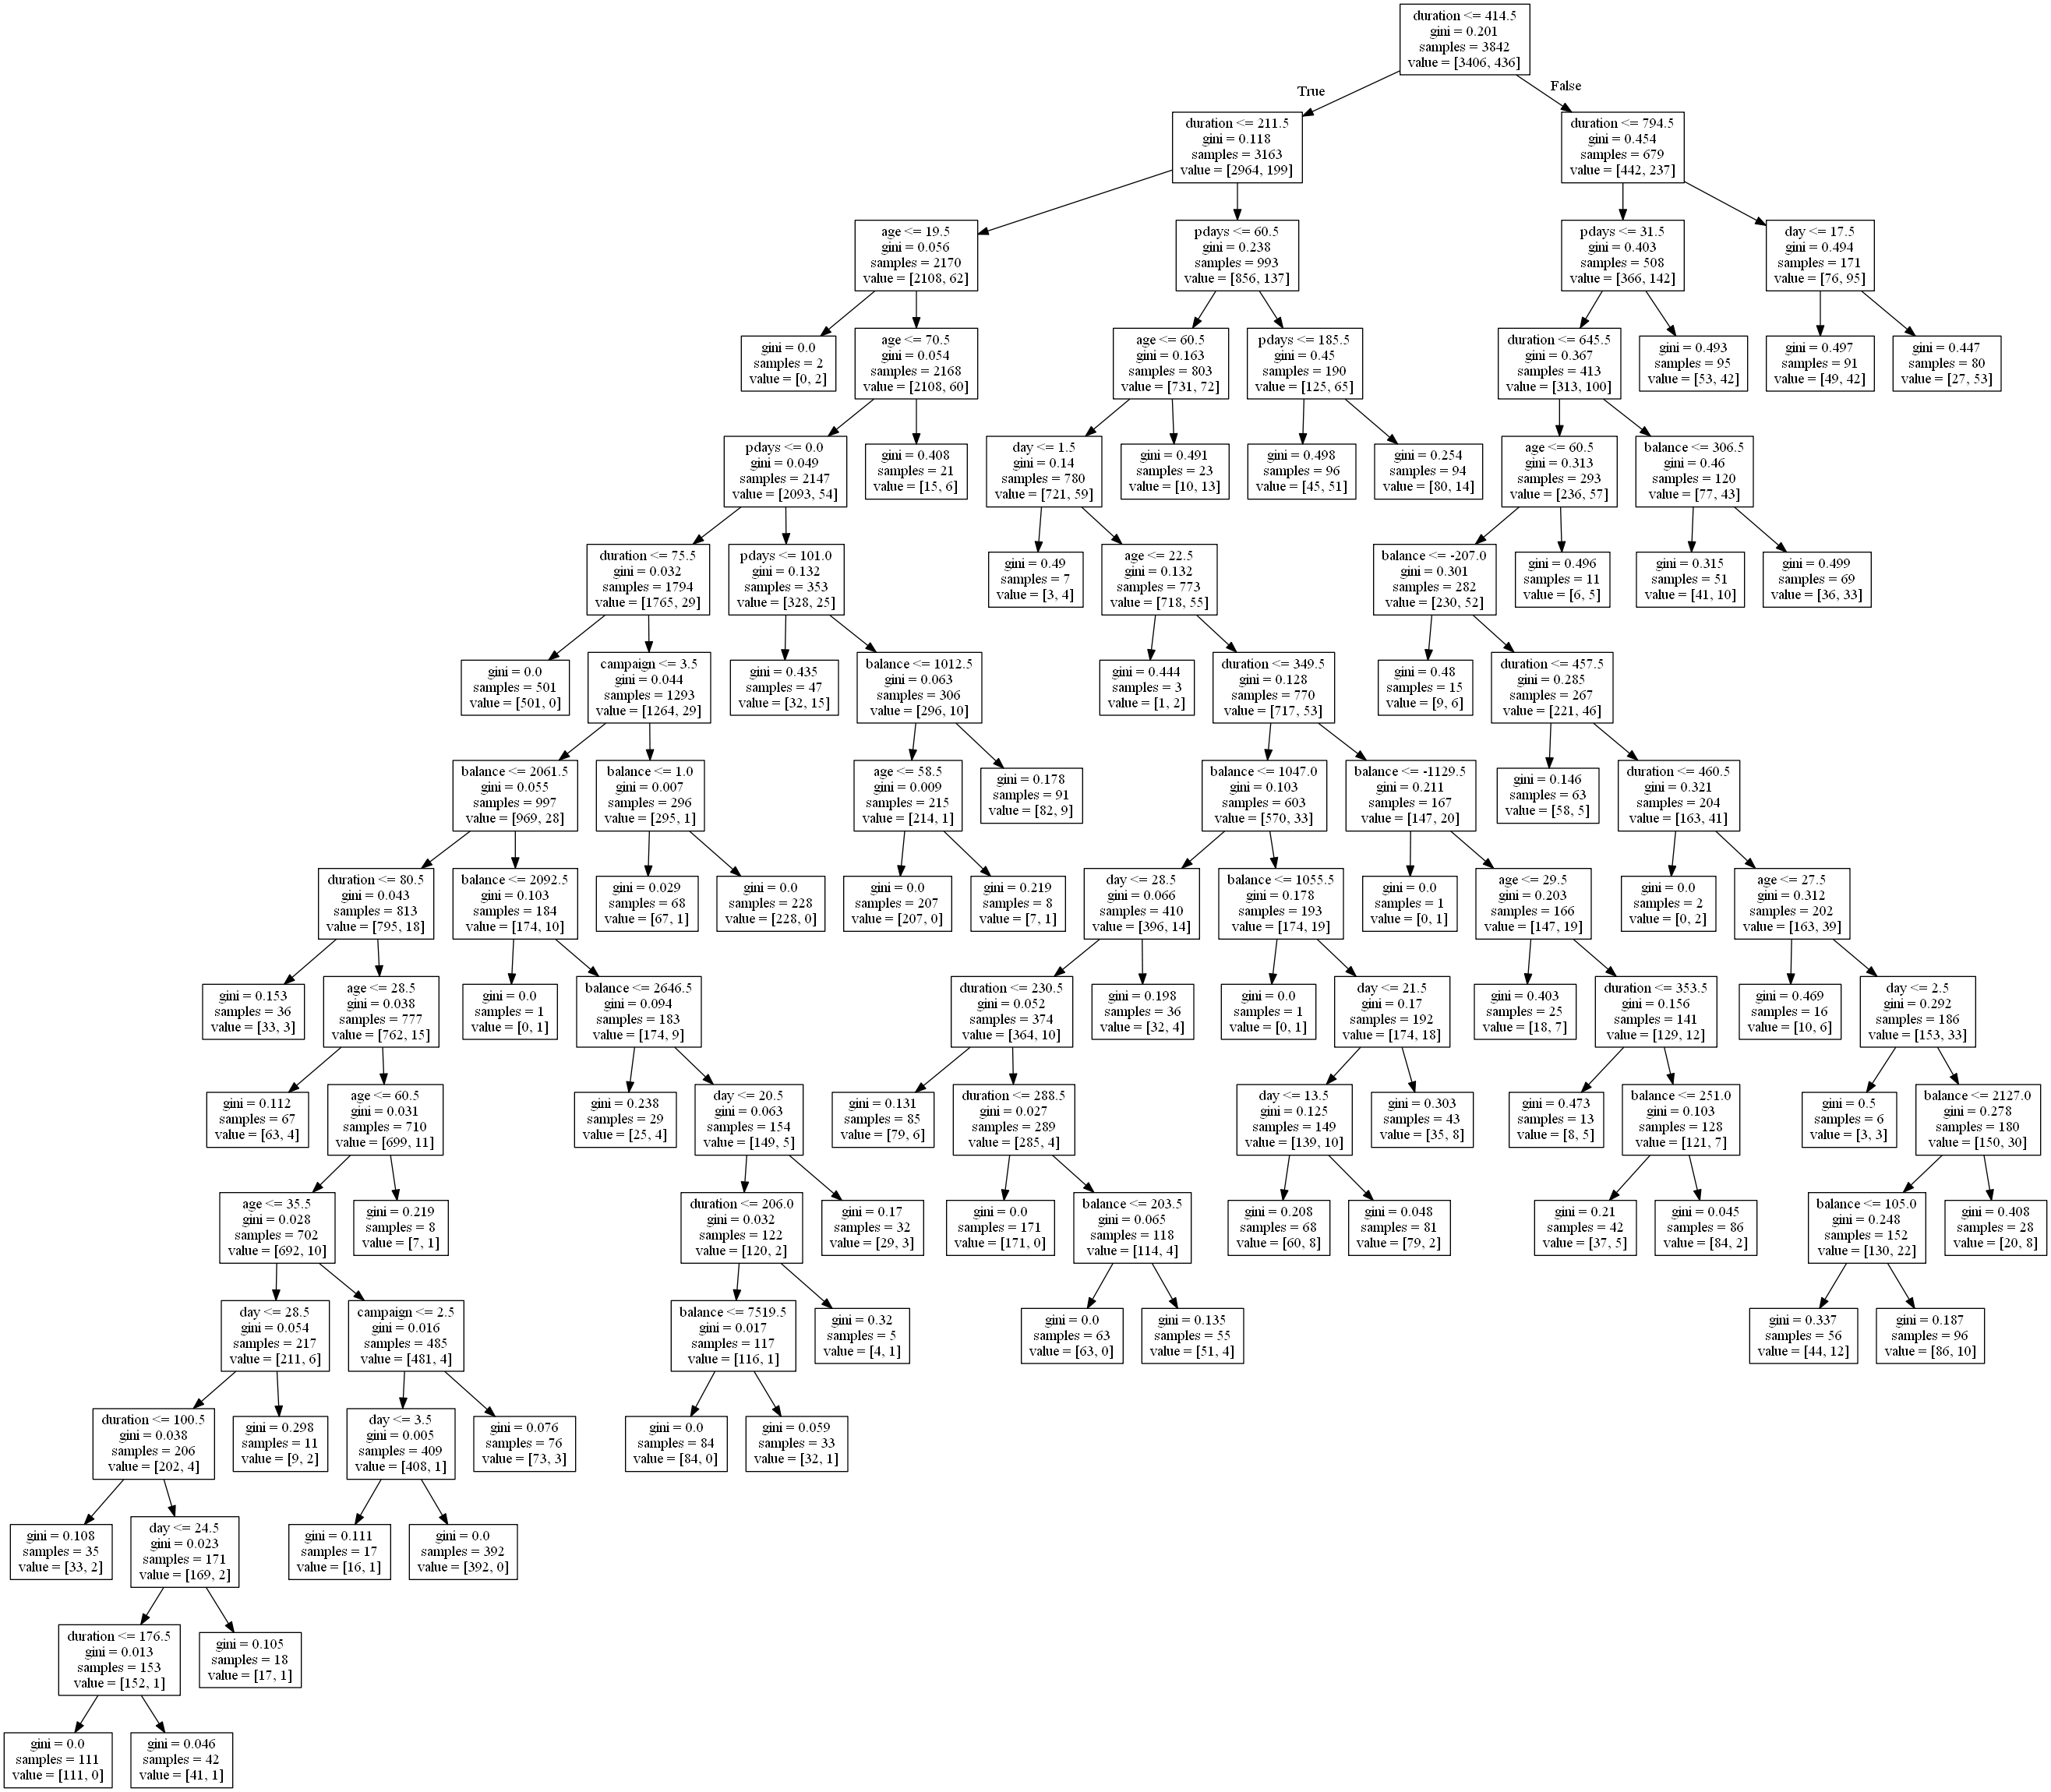 duration <= 414.5
gini = 0.201
samples = 3842
value = [3406, 436]
True
False
duration <= 211.5
gini = 0.118
samples = 3163
value = [2964, 199]
duration <= 794.5
gini = 0.454
samples = 679
value = [442, 237]
age <= 19.5
gini = 0.056
samples = 2170
value = [2108, 62]
pdays <= 60.5
gini = 0.238
samples = 993
value = [856, 137]
pdays <= 31.5
gini = 0.403
samples = 508
value = [366, 142]
day <= 17.5
gini = 0.494
samples = 171
value = [76, 95]
gini = 0.0
samples = 2
value = [0, 2]
age <= 70.5
gini = 0.054
samples = 2168
value = [2108, 60]
age <= 60.5
gini = 0.163
samples = 803
value = [731, 72]
pdays <= 185.5
gini = 0.45
samples = 190
value = [125, 65]
duration <= 645.5
gini = 0.367
samples = 413
value = [313, 100]
gini = 0.493
samples = 95
value = [53, 42]
gini = 0.497
samples = 91
value = [49, 42]
gini = 0.447
samples = 80
value = [27, 53]
pdays <= 0.0
gini = 0.049
samples = 2147
value = [2093, 54]
gini = 0.408
samples = 21
value = [15, 6]
day <= 1.5
gini = 0.14
samples = 780
value = [721, 59]
gini = 0.491
samples = 23
value = [10, 13]
gini = 0.498
samples = 96
value = [45, 51]
gini = 0.254
samples = 94
value = [80, 14]
age <= 60.5
gini = 0.313
samples = 293
value = [236, 57]
balance <= 306.5
gini = 0.46
samples = 120
value = [77, 43]
duration <= 75.5
gini = 0.032
samples = 1794
value = [1765, 29]
pdays <= 101.0
gini = 0.132
samples = 353
value = [328, 25]
gini = 0.49
samples = 7
value = [3, 4]
age <= 22.5
gini = 0.132
samples = 773
value = [718, 55]
balance <= -207.0
gini = 0.301
samples = 282
value = [230, 52]
gini = 0.496
samples = 11
value = [6, 5]
gini = 0.315
samples = 51
value = [41, 10]
gini = 0.499
samples = 69
value = [36, 33]
gini = 0.0
samples = 501
value = [501, 0]
campaign <= 3.5
gini = 0.044
samples = 1293
value = [1264, 29]
gini = 0.435
samples = 47
value = [32, 15]
balance <= 1012.5
gini = 0.063
samples = 306
value = [296, 10]
gini = 0.444
samples = 3
value = [1, 2]
duration <= 349.5
gini = 0.128
samples = 770
value = [717, 53]
gini = 0.48
samples = 15
value = [9, 6]
duration <= 457.5
gini = 0.285
samples = 267
value = [221, 46]
balance <= 2061.5
gini = 0.055
samples = 997
value = [969, 28]
balance <= 1.0
gini = 0.007
samples = 296
value = [295, 1]
age <= 58.5
gini = 0.009
samples = 215
value = [214, 1]
gini = 0.178
samples = 91
value = [82, 9]
balance <= 1047.0
gini = 0.103
samples = 603
value = [570, 33]
balance <= -1129.5
gini = 0.211
samples = 167
value = [147, 20]
gini = 0.146
samples = 63
value = [58, 5]
duration <= 460.5
gini = 0.321
samples = 204
value = [163, 41]
duration <= 80.5
gini = 0.043
samples = 813
value = [795, 18]
balance <= 2092.5
gini = 0.103
samples = 184
value = [174, 10]
gini = 0.029
samples = 68
value = [67, 1]
gini = 0.0
samples = 228
value = [228, 0]
gini = 0.0
samples = 207
value = [207, 0]
gini = 0.219
samples = 8
value = [7, 1]
day <= 28.5
gini = 0.066
samples = 410
value = [396, 14]
balance <= 1055.5
gini = 0.178
samples = 193
value = [174, 19]
gini = 0.0
samples = 1
value = [0, 1]
age <= 29.5
gini = 0.203
samples = 166
value = [147, 19]
gini = 0.0
samples = 2
value = [0, 2]
age <= 27.5
gini = 0.312
samples = 202
value = [163, 39]
gini = 0.153
samples = 36
value = [33, 3]
age <= 28.5
gini = 0.038
samples = 777
value = [762, 15]
gini = 0.0
samples = 1
value = [0, 1]
balance <= 2646.5
gini = 0.094
samples = 183
value = [174, 9]
duration <= 230.5
gini = 0.052
samples = 374
value = [364, 10]
gini = 0.198
samples = 36
value = [32, 4]
gini = 0.0
samples = 1
value = [0, 1]
day <= 21.5
gini = 0.17
samples = 192
value = [174, 18]
gini = 0.403
samples = 25
value = [18, 7]
duration <= 353.5
gini = 0.156
samples = 141
value = [129, 12]
gini = 0.469
samples = 16
value = [10, 6]
day <= 2.5
gini = 0.292
samples = 186
value = [153, 33]
gini = 0.112
samples = 67
value = [63, 4]
age <= 60.5
gini = 0.031
samples = 710
value = [699, 11]
gini = 0.238
samples = 29
value = [25, 4]
day <= 20.5
gini = 0.063
samples = 154
value = [149, 5]
gini = 0.131
samples = 85
value = [79, 6]
duration <= 288.5
gini = 0.027
samples = 289
value = [285, 4]
day <= 13.5
gini = 0.125
samples = 149
value = [139, 10]
gini = 0.303
samples = 43
value = [35, 8]
gini = 0.473
samples = 13
value = [8, 5]
balance <= 251.0
gini = 0.103
samples = 128
value = [121, 7]
gini = 0.5
samples = 6
value = [3, 3]
balance <= 2127.0
gini = 0.278
samples = 180
value = [150, 30]
age <= 35.5
gini = 0.028
samples = 702
value = [692, 10]
gini = 0.219
samples = 8
value = [7, 1]
duration <= 206.0
gini = 0.032
samples = 122
value = [120, 2]
gini = 0.17
samples = 32
value = [29, 3]
gini = 0.0
samples = 171
value = [171, 0]
balance <= 203.5
gini = 0.065
samples = 118
value = [114, 4]
gini = 0.208
samples = 68
value = [60, 8]
gini = 0.048
samples = 81
value = [79, 2]
gini = 0.21
samples = 42
value = [37, 5]
gini = 0.045
samples = 86
value = [84, 2]
balance <= 105.0
gini = 0.248
samples = 152
value = [130, 22]
gini = 0.408
samples = 28
value = [20, 8]
day <= 28.5
gini = 0.054
samples = 217
value = [211, 6]
campaign <= 2.5
gini = 0.016
samples = 485
value = [481, 4]
balance <= 7519.5
gini = 0.017
samples = 117
value = [116, 1]
gini = 0.32
samples = 5
value = [4, 1]
gini = 0.0
samples = 63
value = [63, 0]
gini = 0.135
samples = 55
value = [51, 4]
gini = 0.337
samples = 56
value = [44, 12]
gini = 0.187
samples = 96
value = [86, 10]
duration <= 100.5
gini = 0.038
samples = 206
value = [202, 4]
gini = 0.298
samples = 11
value = [9, 2]
day <= 3.5
gini = 0.005
samples = 409
value = [408, 1]
gini = 0.076
samples = 76
value = [73, 3]
gini = 0.0
samples = 84
value = [84, 0]
gini = 0.059
samples = 33
value = [32, 1]
gini = 0.108
samples = 35
value = [33, 2]
day <= 24.5
gini = 0.023
samples = 171
value = [169, 2]
gini = 0.111
samples = 17
value = [16, 1]
gini = 0.0
samples = 392
value = [392, 0]
duration <= 176.5
gini = 0.013
samples = 153
value = [152, 1]
gini = 0.105
samples = 18
value = [17, 1]
gini = 0.0
samples = 111
value = [111, 0]
gini = 0.046
samples = 42
value = [41, 1]